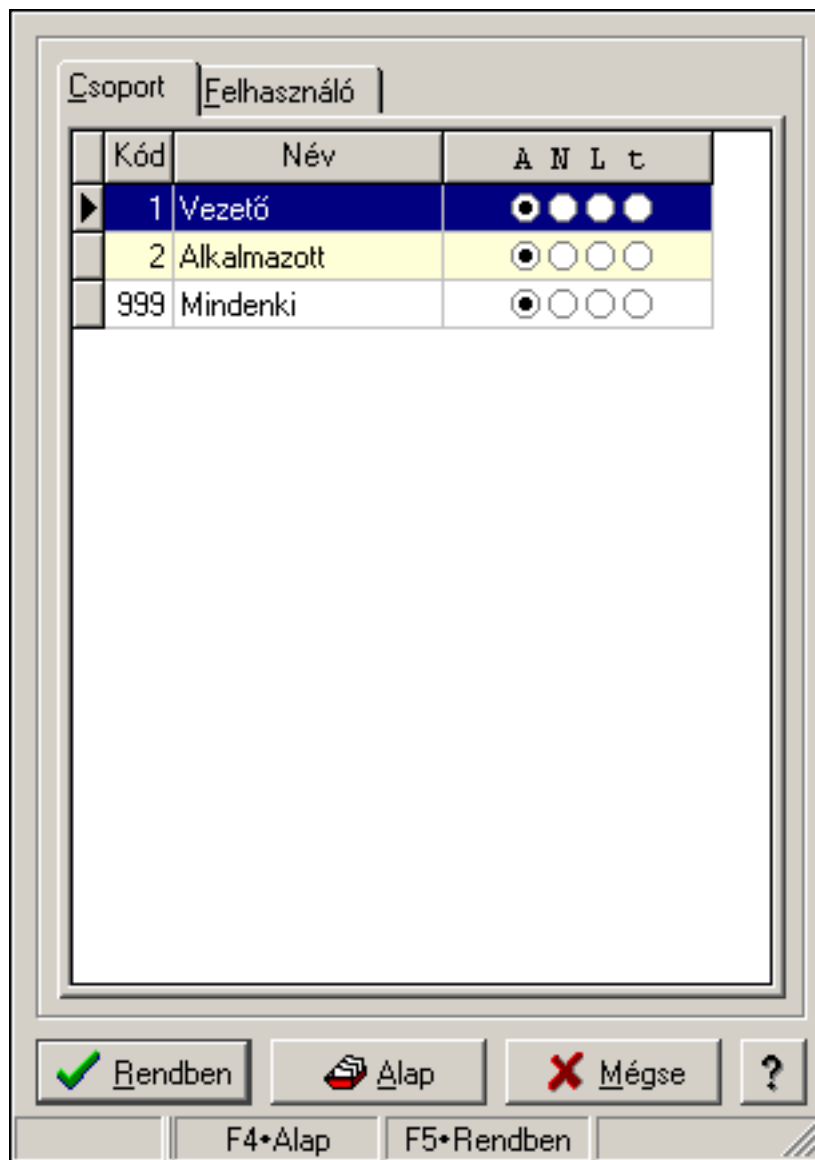 Csoport Felhasználó
Kód Név A N L t
1 Vezető
2 Alkalmazott
999 Mindenki
Rendben Alap Mégse ?
F4•Alap F5•Rendben